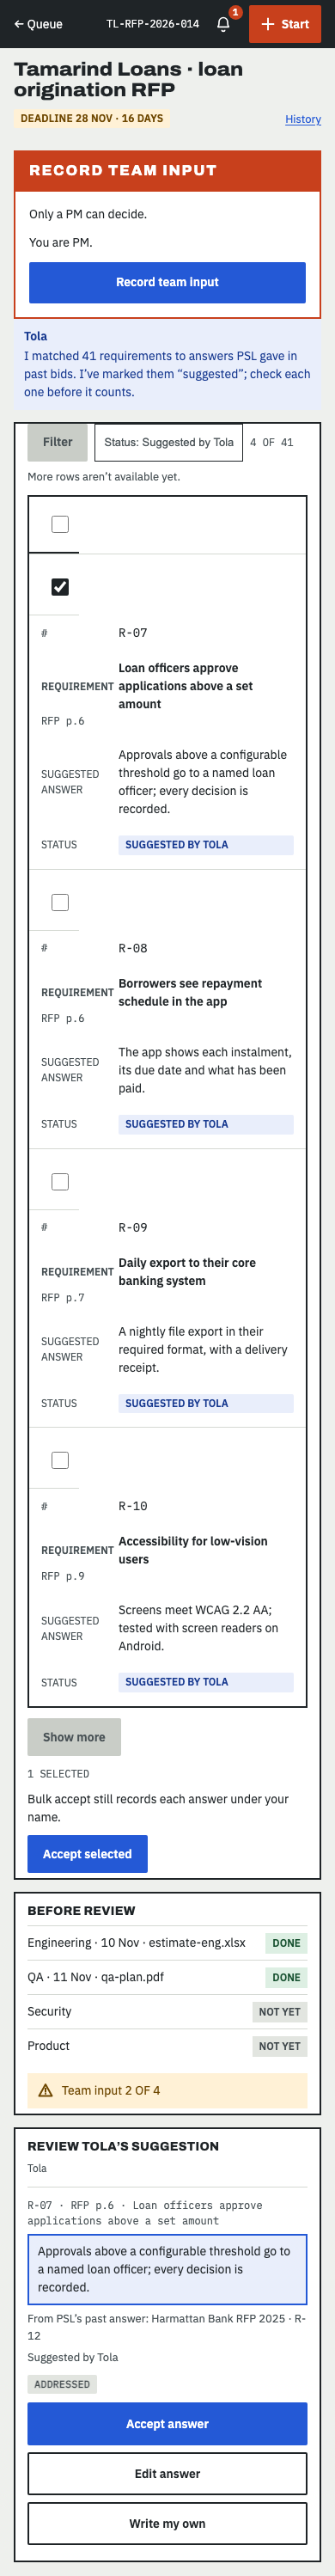 ← Queue
TL-RFP-2026-014
1
+ Start
Tamarind Loans · loan
origination RFP
DEADLINE 28 NOV · 16 DAYS
History
RECORD TEAM INPUT
Only a PM can decide.
You are PM.
Record team input
Tola
I matched 41 requirements to answers PSL gave in
past bids. I’ve marked them “suggested”; check each
one before it counts.
Filter
Status: Suggested by Tola
4 OF 41
More rows aren’t available yet.
# R-07
REQUIREMENT
RFP p.6
Loan officers approve
applications above a set
amount
SUGGESTED
ANSWER
Approvals above a configurable
threshold go to a named loan
officer; every decision is
recorded.
STATUS SUGGESTED BY TOLA
# R-08
REQUIREMENT
RFP p.6
Borrowers see repayment
schedule in the app
SUGGESTED
ANSWER
The app shows each instalment,
its due date and what has been
paid.
STATUS SUGGESTED BY TOLA
# R-09
REQUIREMENT
RFP p.7
Daily export to their core
banking system
SUGGESTED
ANSWER
A nightly file export in their
required format, with a delivery
receipt.
STATUS SUGGESTED BY TOLA
# R-10
REQUIREMENT
RFP p.9
Accessibility for low-vision
users
SUGGESTED
ANSWER
Screens meet WCAG 2.2 AA;
tested with screen readers on
Android.
STATUS SUGGESTED BY TOLA
Show more
1 SELECTED
Bulk accept still records each answer under your
name.
Accept selected
BEFORE REVIEW
Engineering · 10 Nov · estimate-eng.xlsx DONE
QA · 11 Nov · qa-plan.pdf DONE
Security NOT YET
Product NOT YET
Team input 2 OF 4
REVIEW TOLA’S SUGGESTION
Tola
R-07 · RFP p.6 · Loan officers approve
applications above a set amount
Approvals above a configurable threshold go to
a named loan officer; every decision is
recorded.
From PSL’s past answer: Harmattan Bank RFP 2025 · R-
12
Suggested by Tola
ADDRESSED
Accept answer
Edit answer
Write my own